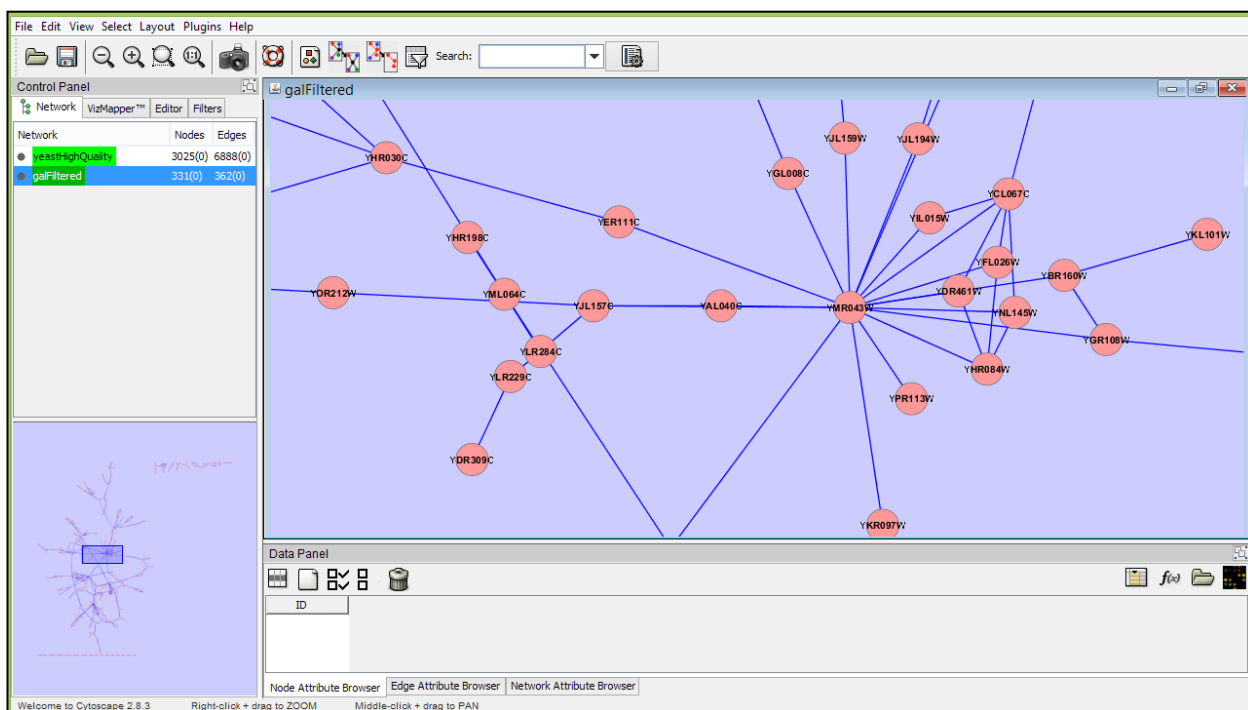 File Edit View Select Layout Plugins Help
1:1 Search:
Control Panel
Network VizMapper™ Editor Filters
Network Nodes Edges
yeastHighQuality 3025(0) 6888(0)
galFiltered 331(0) 362(0)
galFiltered
YJL159W YJL194W
YHR030C
YGL008C
YCL067C
YIL015W
YER111C
YHR198C YKL101W
YFL026W
YBR160W
YOR212W YML064C YDR461W
YJL157C YAL040C YMR043W
YNL145W
YGR108W
YLR284C
YHR084W
YLR229C
YPR113W
YDR309C
YKR097W
Data Panel
f(x)
ID
Node Attribute Browser Edge Attribute Browser Network Attribute Browser
Welcome to Cytoscape 2.8.3 Right-click + drag to ZOOM Middle-click + drag to PAN